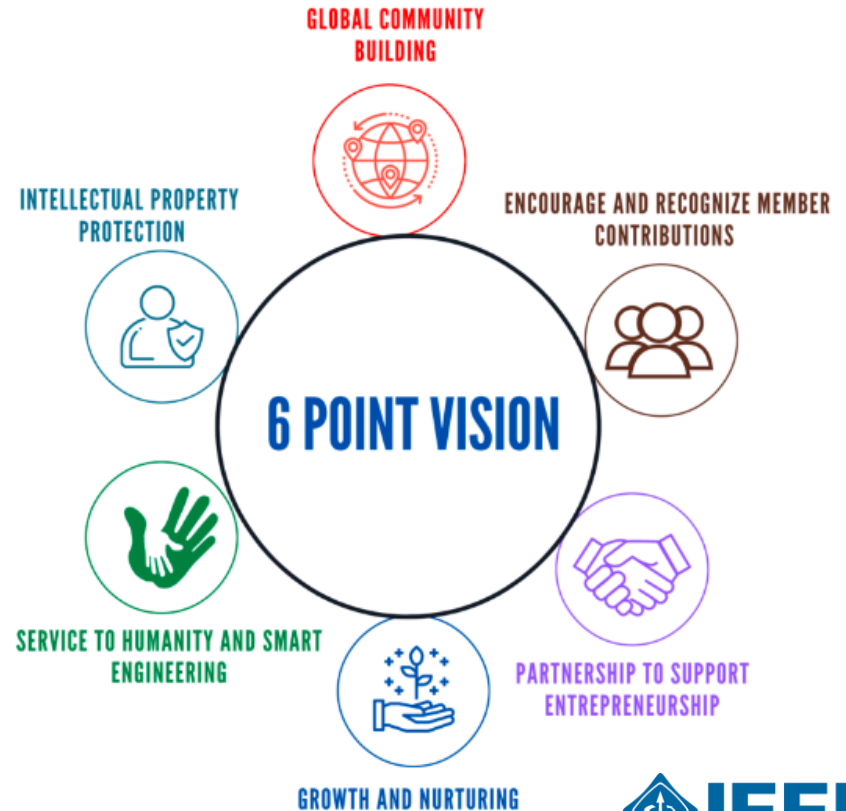 GLOBAL COMMUNITY
BUILDING
INTELLECTUAL PROPERTY
PROTECTION
ENCOURAGE AND RECOGNIZE MEMBER
CONTRIBUTIONS
6 POINT VISION
SERVICE TO HUMANITY AND SMART
ENGINEERING
PARTNERSHIP TO SUPPORT
ENTREPRENEURSHIP
GROWTH AND NURTURING